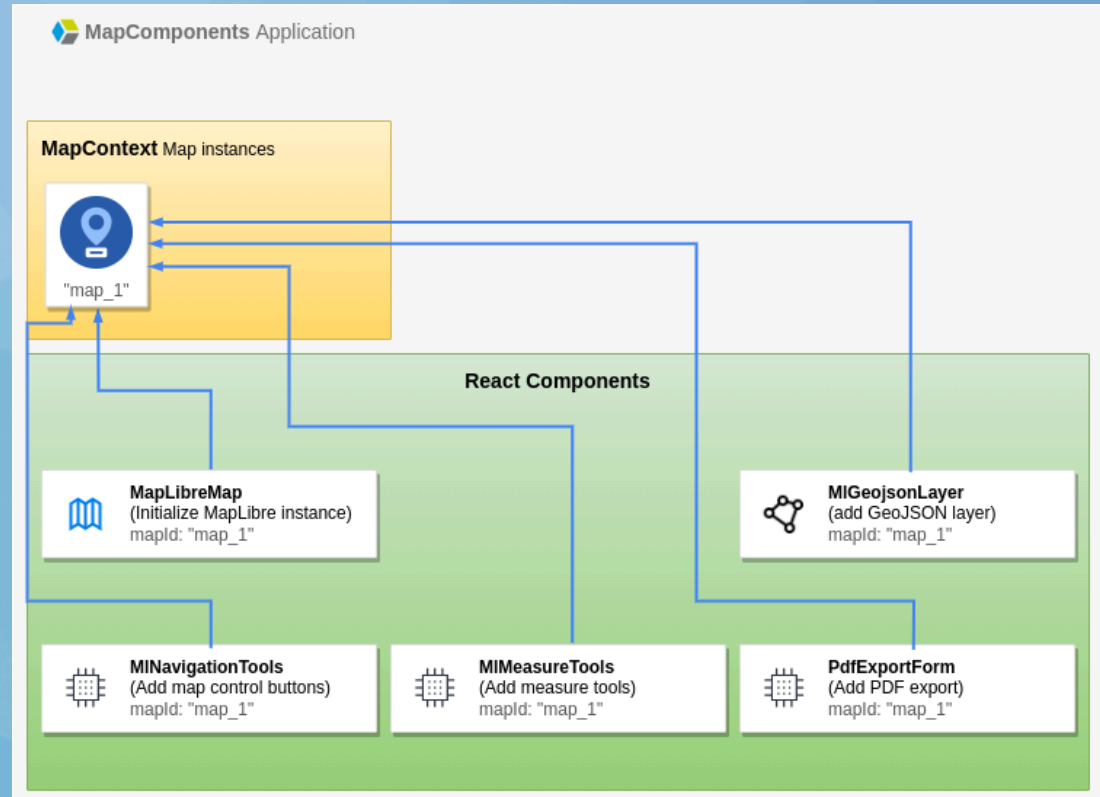 MapComponents Application
MapContext Map instances
"map_1"
React Components
MapLibreMap
(Initialize MapLibre instance)
mapId: "map_1"
MlGeojsonLayer
(add GeoJSON layer)
mapId: "map_1"
MlNavigationTools
(Add map control buttons)
mapId: "map_1"
MlMeasureTools
(Add measure tools)
mapId: "map_1"
PdfExportForm
(Add PDF export)
mapId: "map_1"